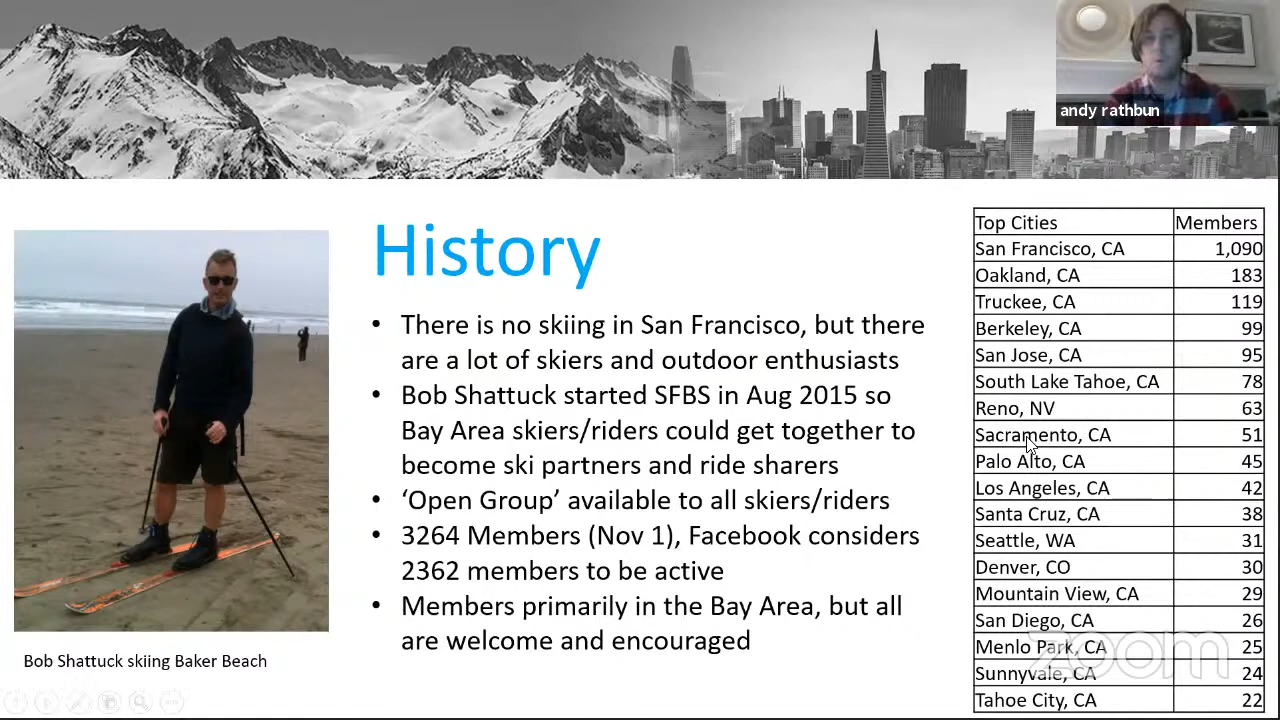 andy rathbun
History
• There is no skiing in San Francisco, but there
are a lot of skiers and outdoor enthusiasts
• Bob Shattuck started SFBS in Aug 2015 so
Bay Area skiers/riders could get together to
become ski partners and ride sharers
• ‘Open Group’ available to all skiers/riders
• 3264 Members (Nov 1), Facebook considers
2362 members to be active
• Members primarily in the Bay Area, but all
are welcome and encouraged
Bob Shattuck skiing Baker Beach
Top Cities Members
San Francisco, CA 1,090
Oakland, CA 183
Truckee, CA 119
Berkeley, CA 99
San Jose, CA 95
South Lake Tahoe, CA 78
Reno, NV 63
Sacramento, CA 51
Palo Alto, CA 45
Los Angeles, CA 42
Santa Cruz, CA 38
Seattle, WA 31
Denver, CO 30
Mountain View, CA 29
San Diego, CA 26
Menlo Park, CA 25
Sunnyvale, CA 24
Tahoe City, CA 22
zoom